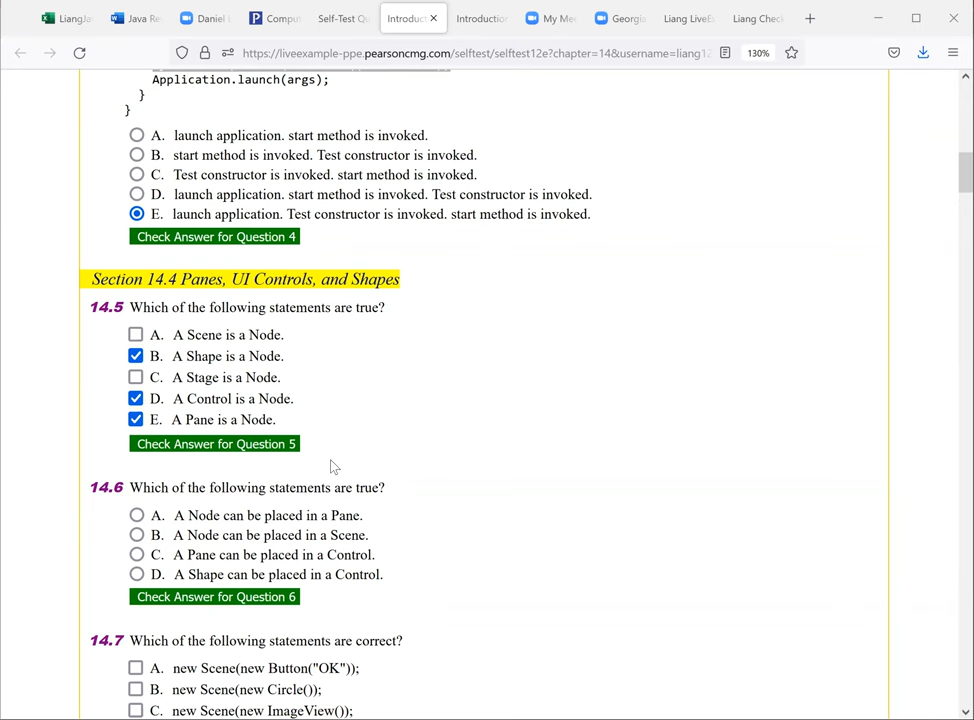 LiangJav
Java Re
Daniel
Compu
Self-Test Qu
Introduc
Introduction
My Me
Georgia
Liang LiveE
Liang Check
https://liveexample-ppe.pearsoncmg.com/selftest/selftest12e?chapter=14&username=liang12
130%
Application.launch(args);
}
}
A. launch application. start method is invoked.
B. start method is invoked. Test constructor is invoked.
C. Test constructor is invoked. start method is invoked.
D. launch application. start method is invoked. Test constructor is invoked.
E. launch application. Test constructor is invoked. start method is invoked.
Check Answer for Question 4
Section 14.4 Panes, UI Controls, and Shapes
14.5 Which of the following statements are true?
A. A Scene is a Node.
B. A Shape is a Node.
C. A Stage is a Node.
D. A Control is a Node.
E. A Pane is a Node.
Check Answer for Question 5
14.6 Which of the following statements are true?
A. A Node can be placed in a Pane.
B. A Node can be placed in a Scene.
C. A Pane can be placed in a Control.
D. A Shape can be placed in a Control.
Check Answer for Question 6
14.7 Which of the following statements are correct?
A. new Scene(new Button("OK"));
B. new Scene(new Circle());
C. new Scene(new ImageView());